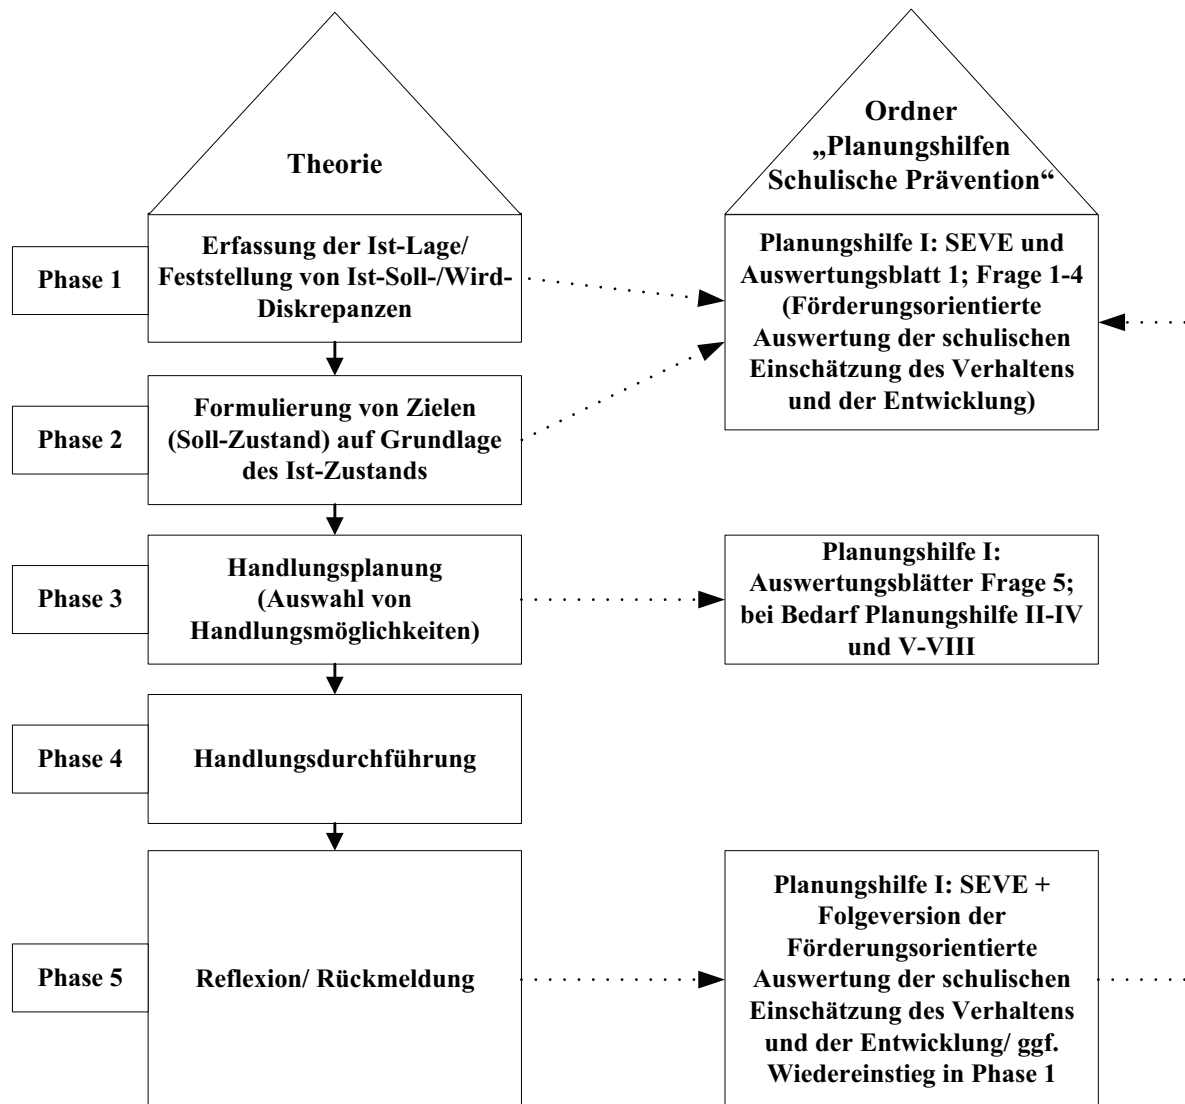 Theorie
Ordner
„Planungshilfen
Schulische Prävention“
Phase 1
Erfassung der Ist-Lage/
Feststellung von Ist-Soll-/Wird-
Diskrepanzen
Planungshilfe I: SEVE und
Auswertungsblatt 1; Frage 1-4
(Förderungsorientierte
Auswertung der schulischen
Einschätzung des Verhaltens
und der Entwicklung)
Phase 2
Formulierung von Zielen
(Soll-Zustand) auf Grundlage
des Ist-Zustands
Phase 3
Handlungsplanung
(Auswahl von
Handlungsmöglichkeiten)
Planungshilfe I:
Auswertungsblätter Frage 5;
bei Bedarf Planungshilfe II-IV
und V-VIII
Phase 4
Handlungsdurchführung
Phase 5
Reflexion/ Rückmeldung
Planungshilfe I: SEVE +
Folgeversion der
Förderungsorientierte
Auswertung der schulischen
Einschätzung des Verhaltens
und der Entwicklung/ ggf.
Wiedereinstieg in Phase 1